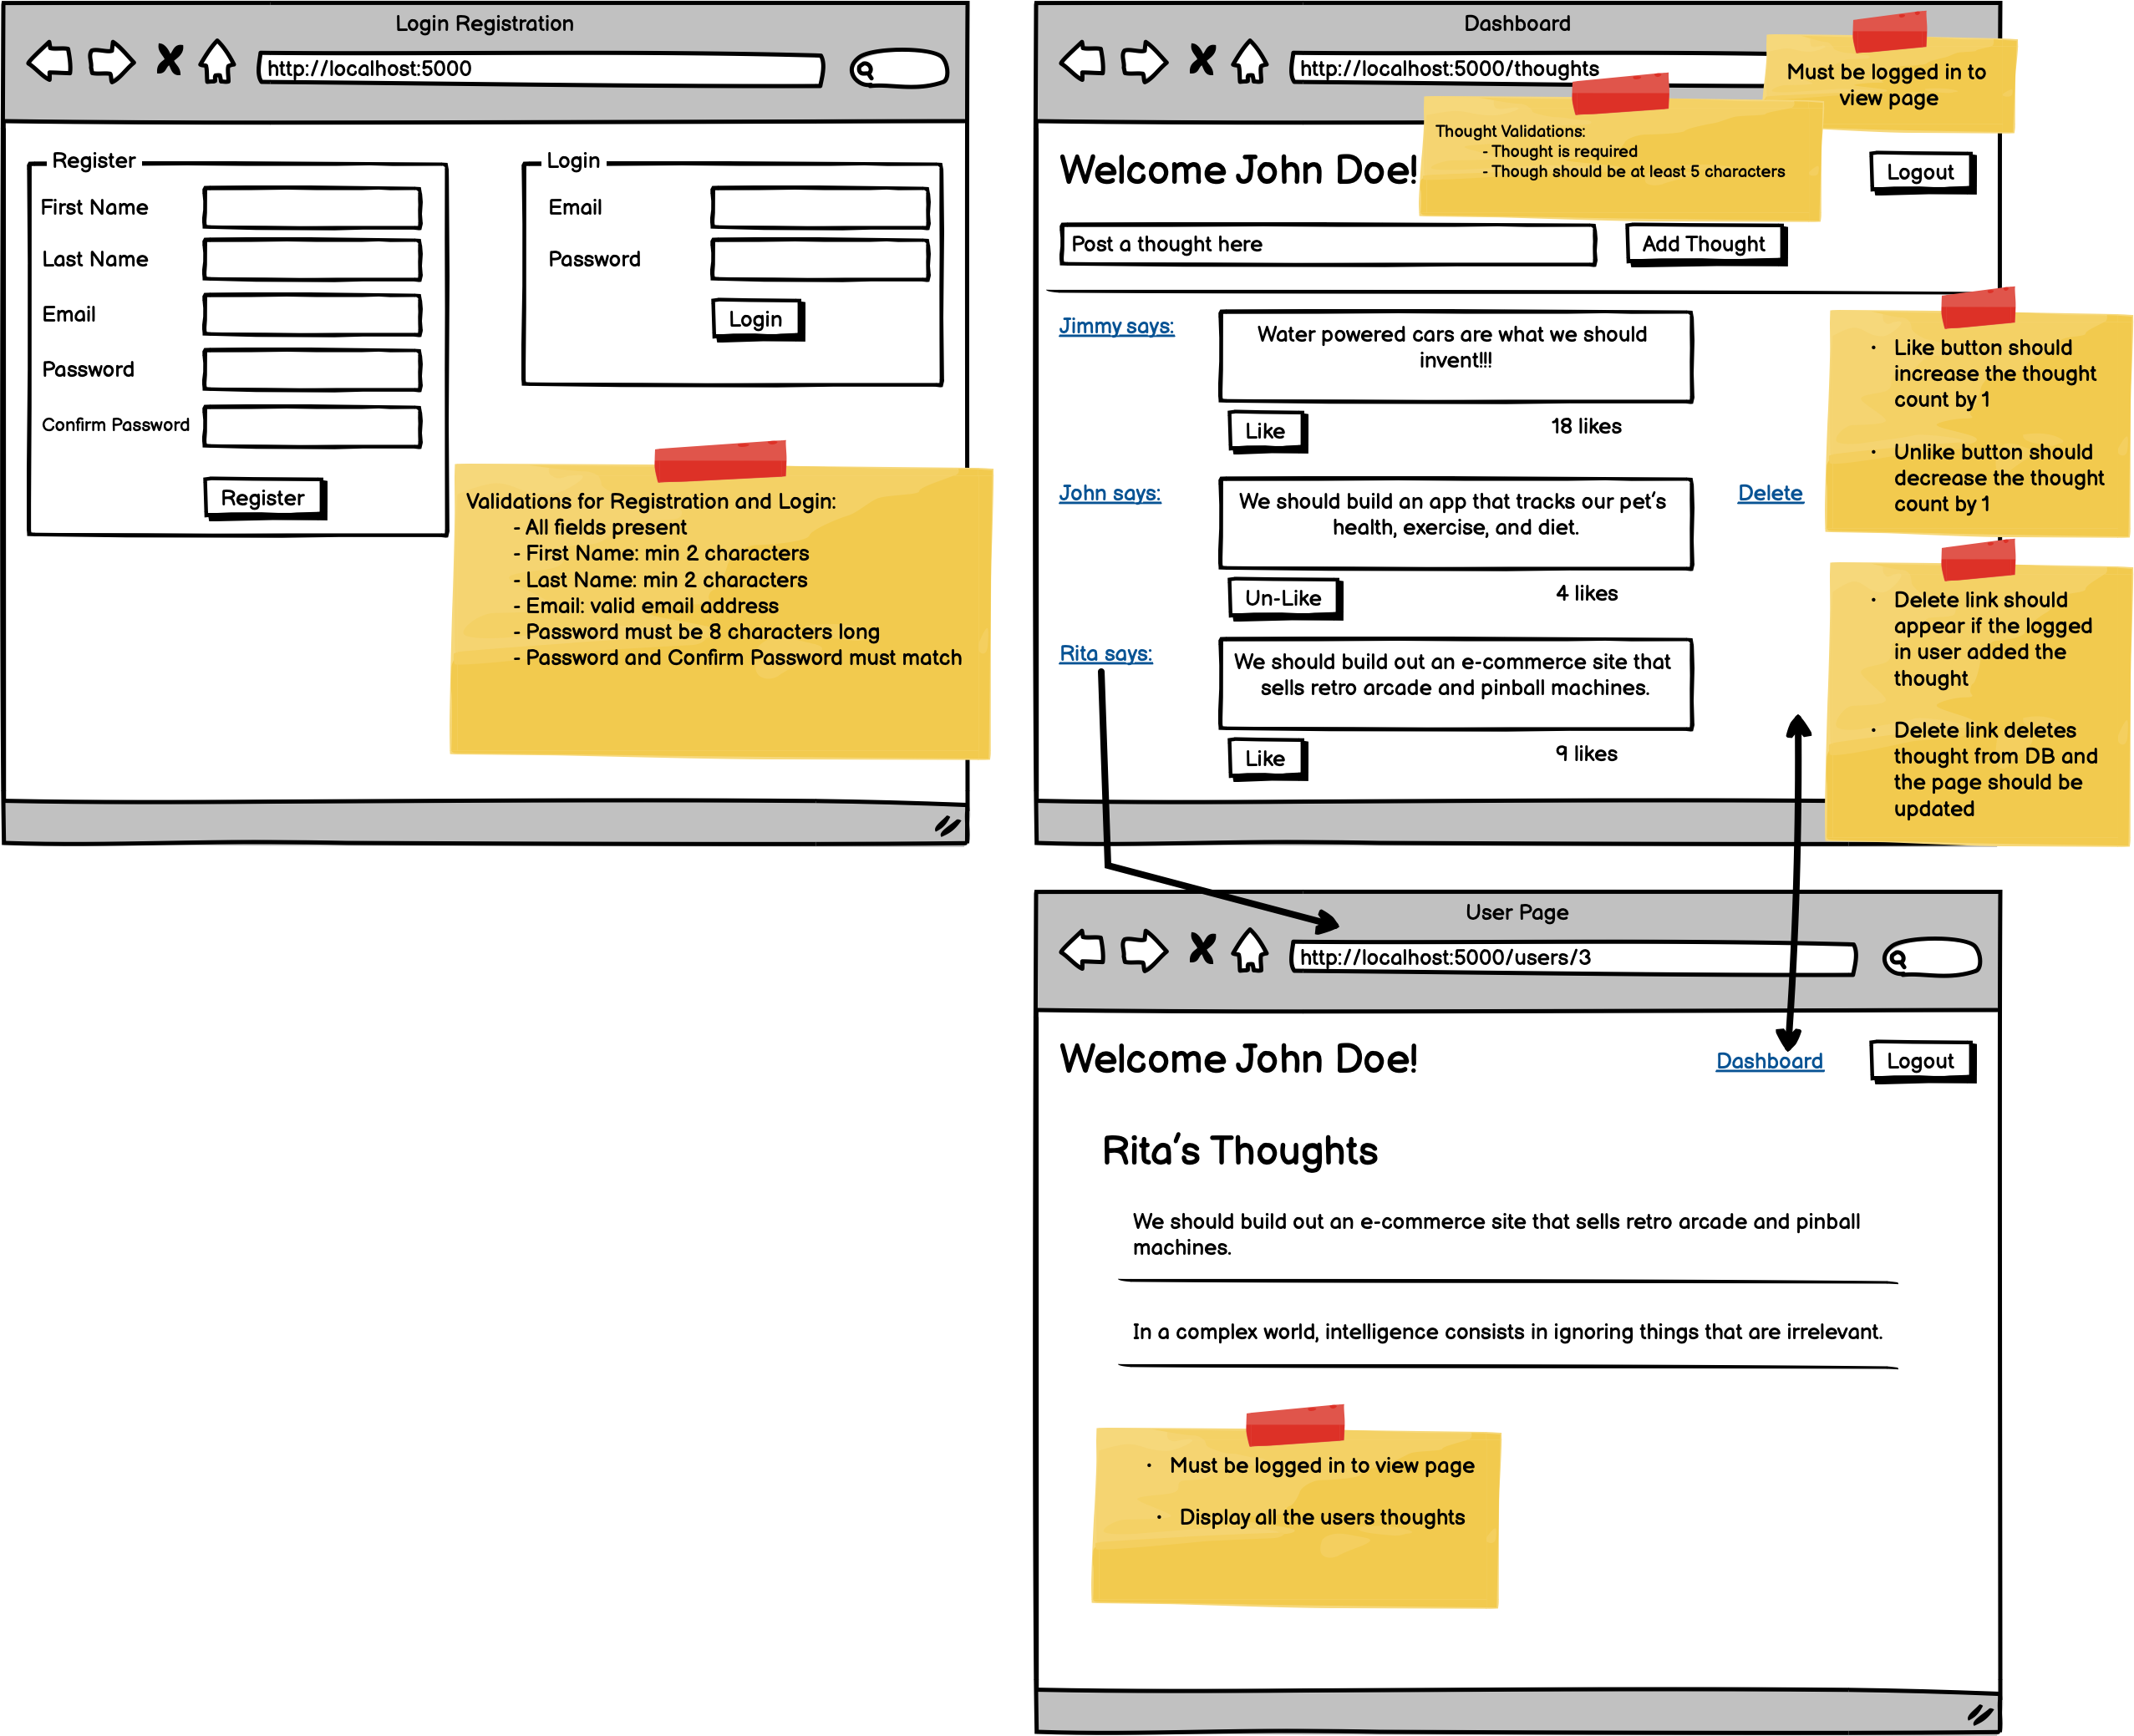 Login Registration
http://localhost:5000
Register
First Name
Last Name
Email
Password
Confirm Password
Register
Login
Email
Password
Login
Validations for Registration and Login:
- All fields present
- First Name: min 2 characters
- Last Name: min 2 characters
- Email: valid email address
- Password must be 8 characters long
- Password and Confirm Password must match
Dashboard
http://localhost:5000/thoughts
Must be logged in to
view page
Thought Validations:
- Thought is required
- Though should be at least 5 characters
Welcome John Doe!
Logout
Post a thought here
Add Thought
Jimmy says:
Water powered cars are what we should
invent!!!
Like
18 likes
John says:
We should build an app that tracks our pet's
health, exercise, and diet.
Delete
Un-Like
4 likes
Rita says:
We should build out an e-commerce site that
sells retro arcade and pinball machines.
Like
9 likes
• Like button should
increase the thought
count by 1
• Unlike button should
decrease the thought
count by 1
• Delete link should
appear if the logged
in user added the
thought
• Delete link deletes
thought from DB and
the page should be
updated
User Page
http://localhost:5000/users/3
Welcome John Doe!
Dashboard
Logout
Rita's Thoughts
We should build out an e-commerce site that sells retro arcade and pinball
machines.
In a complex world, intelligence consists in ignoring things that are irrelevant.
• Must be logged in to view page
• Display all the users thoughts